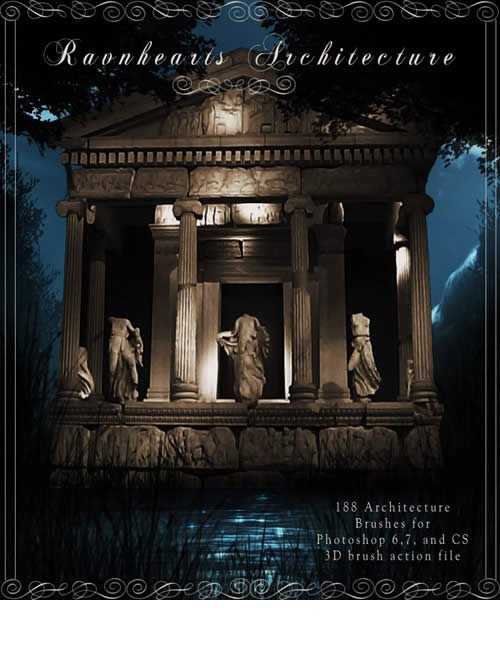 Ravnhearts Architecture
188 Architecture
Brushes for
Photoshop 6,7, and CS
3D brush action file